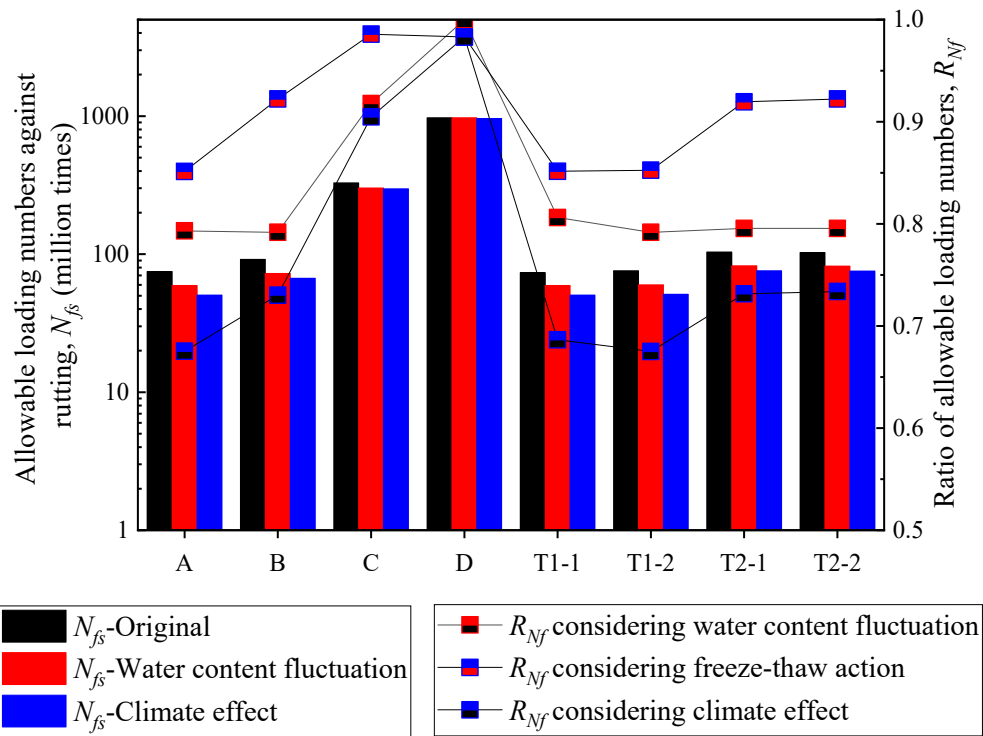 Allowable loading numbers against
rutting, Nfs (million times)
1000
100
10
1
1.0
0.9
0.8
0.7
0.6
0.5
Ratio of allowable loading numbers, RNf
A B C D T1-1 T1-2 T2-1 T2-2
Nfs-Original
Nfs-Water content fluctuation
Nfs-Climate effect
RNf considering water content fluctuation
RNf considering freeze-thaw action
RNf considering climate effect